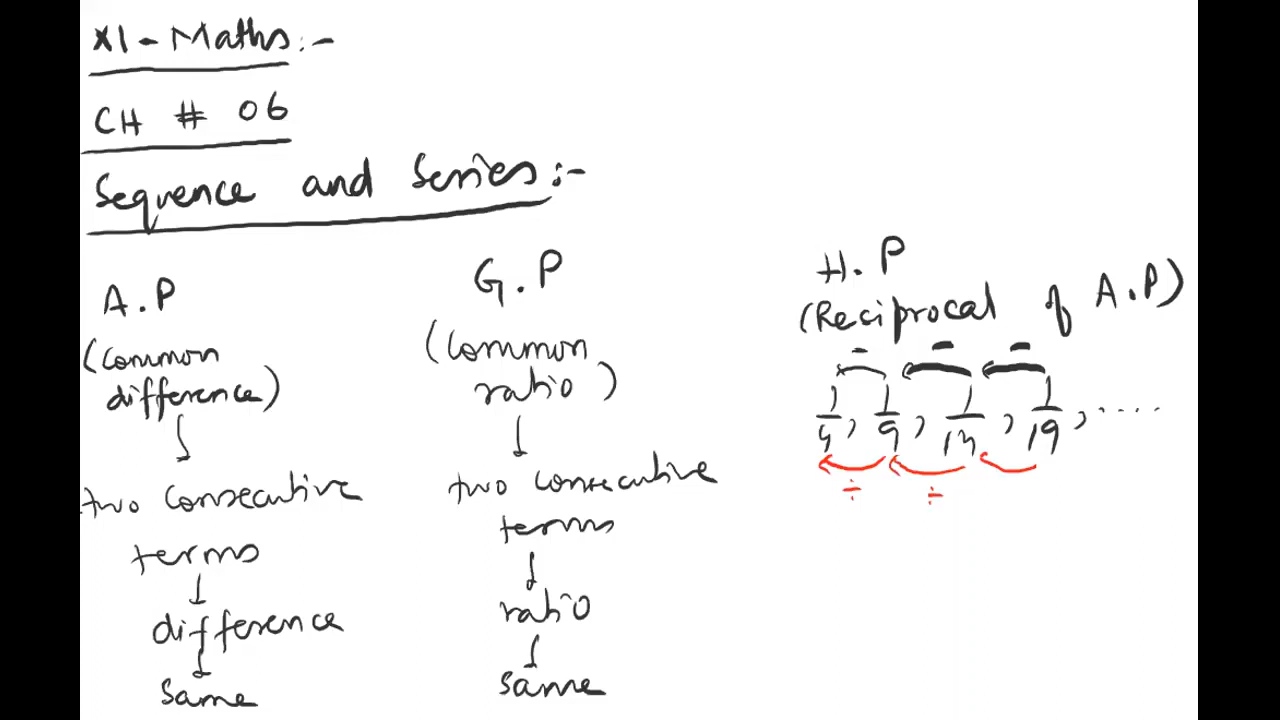 XI - Maths :-
CH # 06
Sequence and Series :-
A.P
(common
difference)
↓
two consecutive
terms
↓
difference
↓
same
G.P
(common
ratio)
↓
two consecutive
terms
↓
ratio
↓
same
H.P
(Reciprocal of A.P)
- - -
1/4, 1/9, 1/14, 1/19, ....
÷ ÷